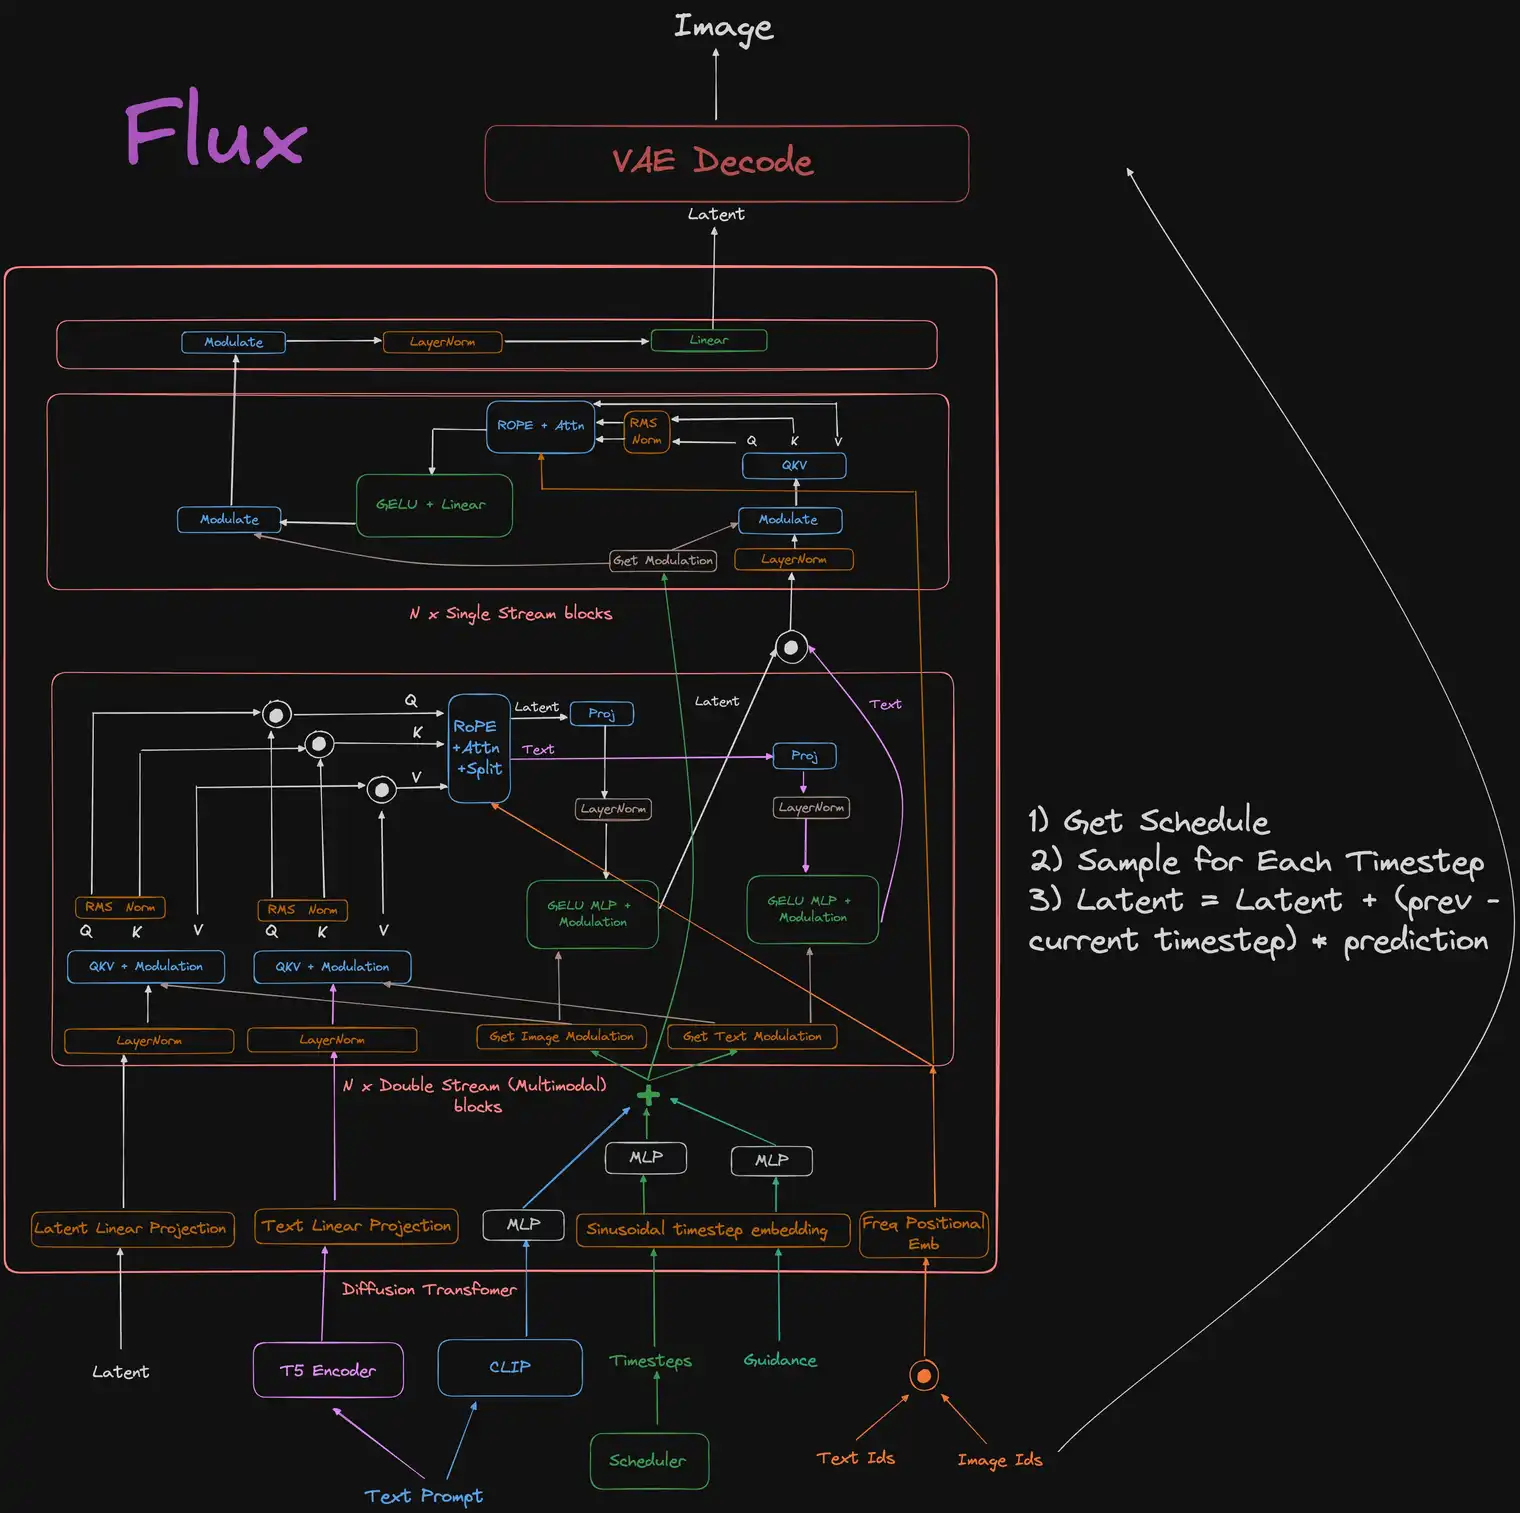 Image
Flux
VAE Decode
Latent
Modulate
LayerNorm
Linear
ROPE + Attn
RMS
Norm
Q
K
V
QKV
GELU + Linear
Modulate
Modulate
Get Modulation
LayerNorm
N x Single Stream blocks
Q
K
V
RoPE
+Attn
+Split
Latent
Proj
Text
Proj
Latent
Text
LayerNorm
LayerNorm
1) Get Schedule
2) Sample for Each Timestep
3) Latent = Latent + (prev -
current timestep) * prediction
RMS Norm
RMS Norm
GELU MLP +
Modulation
GELU MLP +
Modulation
Q
K
V
Q
K
V
QKV + Modulation
QKV + Modulation
LayerNorm
LayerNorm
Get Image Modulation
Get Text Modulation
N x Double Stream (Multimodal)
blocks
+
MLP
MLP
Latent Linear Projection
Text Linear Projection
MLP
Sinusoidal timestep embedding
Freq Positional
Emb
Diffusion Transfomer
Latent
T5 Encoder
CLIP
Timesteps
Guidance
Scheduler
Text Ids
Image Ids
Text Prompt